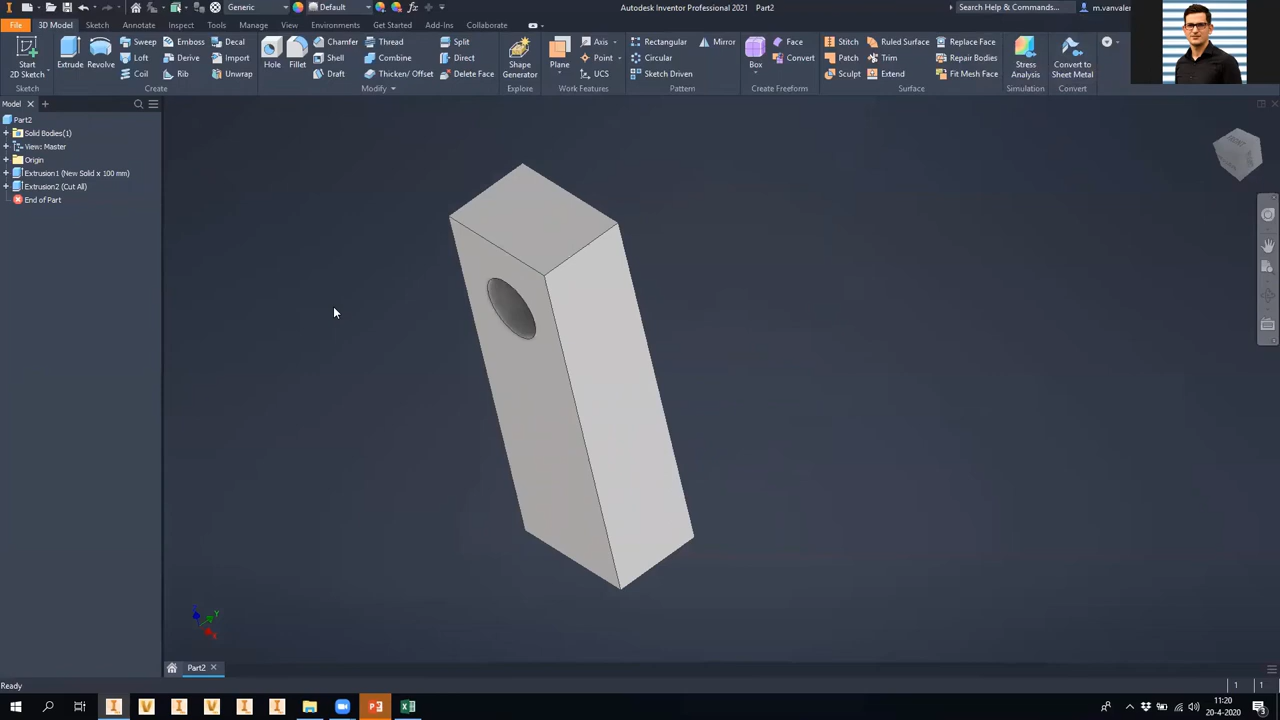 Generic
Default
Autodesk Inventor Professional 2021 Part2
Search Help & Commands...
m.vanvaler
File
3D Model
Sketch
Annotate
Inspect
Tools
Manage
View
Environments
Get Started
Add-Ins
Collaborate
Start
2D Sketch
Extrude
Revolve
Sweep
Loft
Coil
Emboss
Derive
Rib
Decal
Import
Unwrap
Hole
Fillet
Chamfer
Shell
Draft
Thread
Combine
Thicken/ Offset
Split
Direct
Delete Face
Shape
Generator
Plane
Axis
Point
UCS
Rectangular
Circular
Sketch Driven
Mirror
Box
Face
Convert
Stitch
Patch
Sculpt
Ruled Surface
Trim
Extend
Replace Face
Repair Bodies
Fit Mesh Face
Stress
Analysis
Convert to
Sheet Metal
Sketch
Create
Modify
Explore
Work Features
Pattern
Create Freeform
Surface
Simulation
Convert
Model
Part2
Solid Bodies(1)
View: Master
Origin
Extrusion1 (New Solid x 100 mm)
Extrusion2 (Cut All)
End of Part
FRONT
Y
X
Part2
Ready
1
1
11:20
20-4-2020